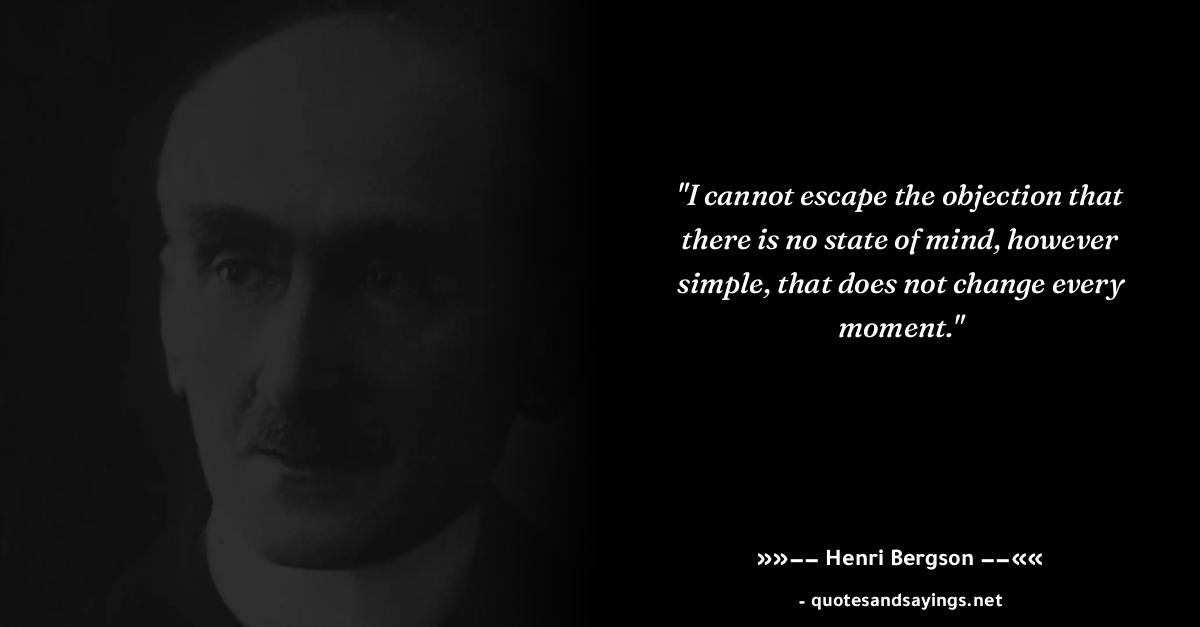 "I cannot escape the objection that
there is no state of mind, however
simple, that does not change every
moment."
»»−− Henri Bergson −−««
- quotesandsayings.net